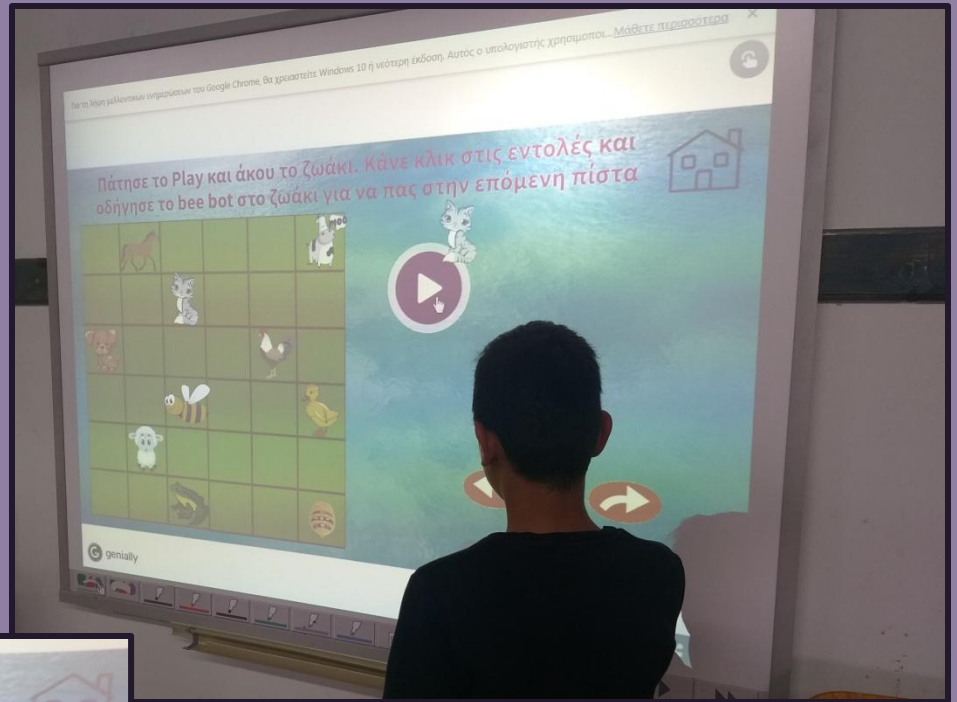 Για τη λήψη μελλοντικών ενημερώσεων του Google Chrome, θα χρειαστείτε Windows 10 ή νεότερη έκδοση. Αυτός ο υπολογιστής χρησιμοποι... Μάθετε περισσότερα
Πάτησε το Play και άκου το ζωάκι. Κάνε κλικ στις εντολές και
οδήγησε το bee bot στο ζωάκι για να πας στην επόμενη πίστα
MOO
genially